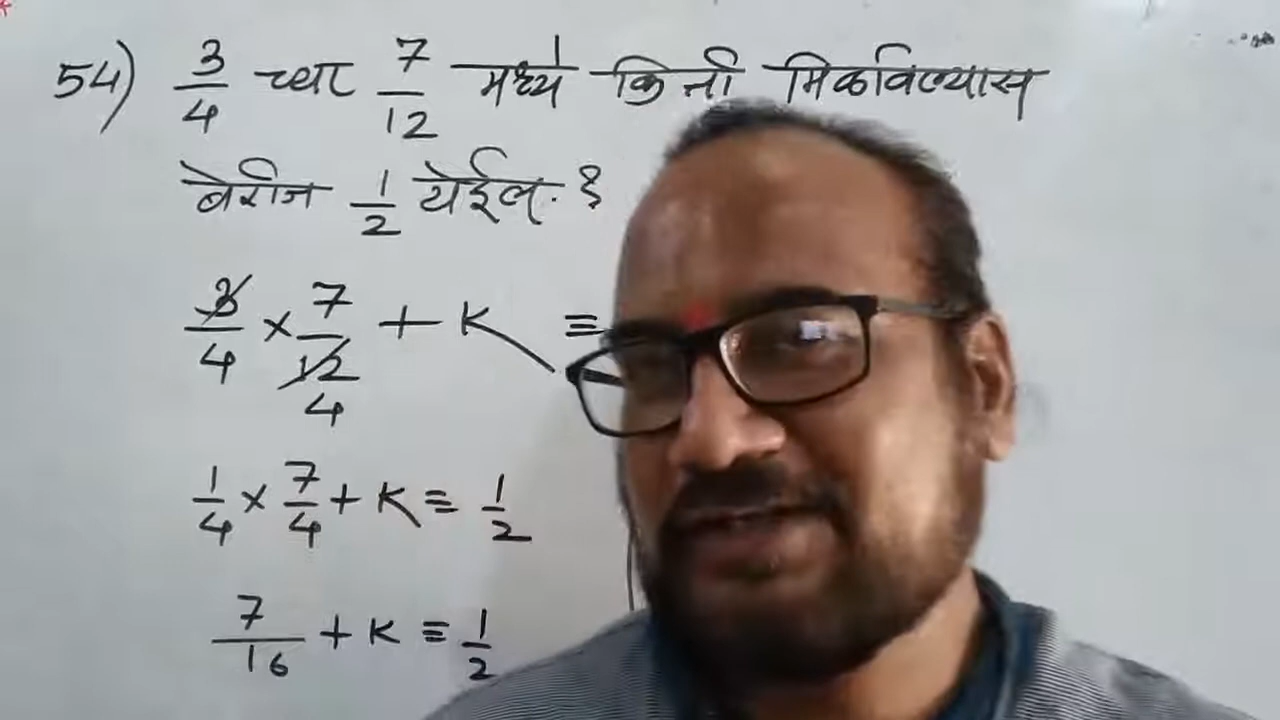 54) 3/4 च्या 7/12 मध्ये किती मिळविल्यास
बेरीज 1/2 येईल. ?
3/4 × 7/12 + K =
4
1/4 × 7/4 + K = 1/2
7/16 + K = 1/2